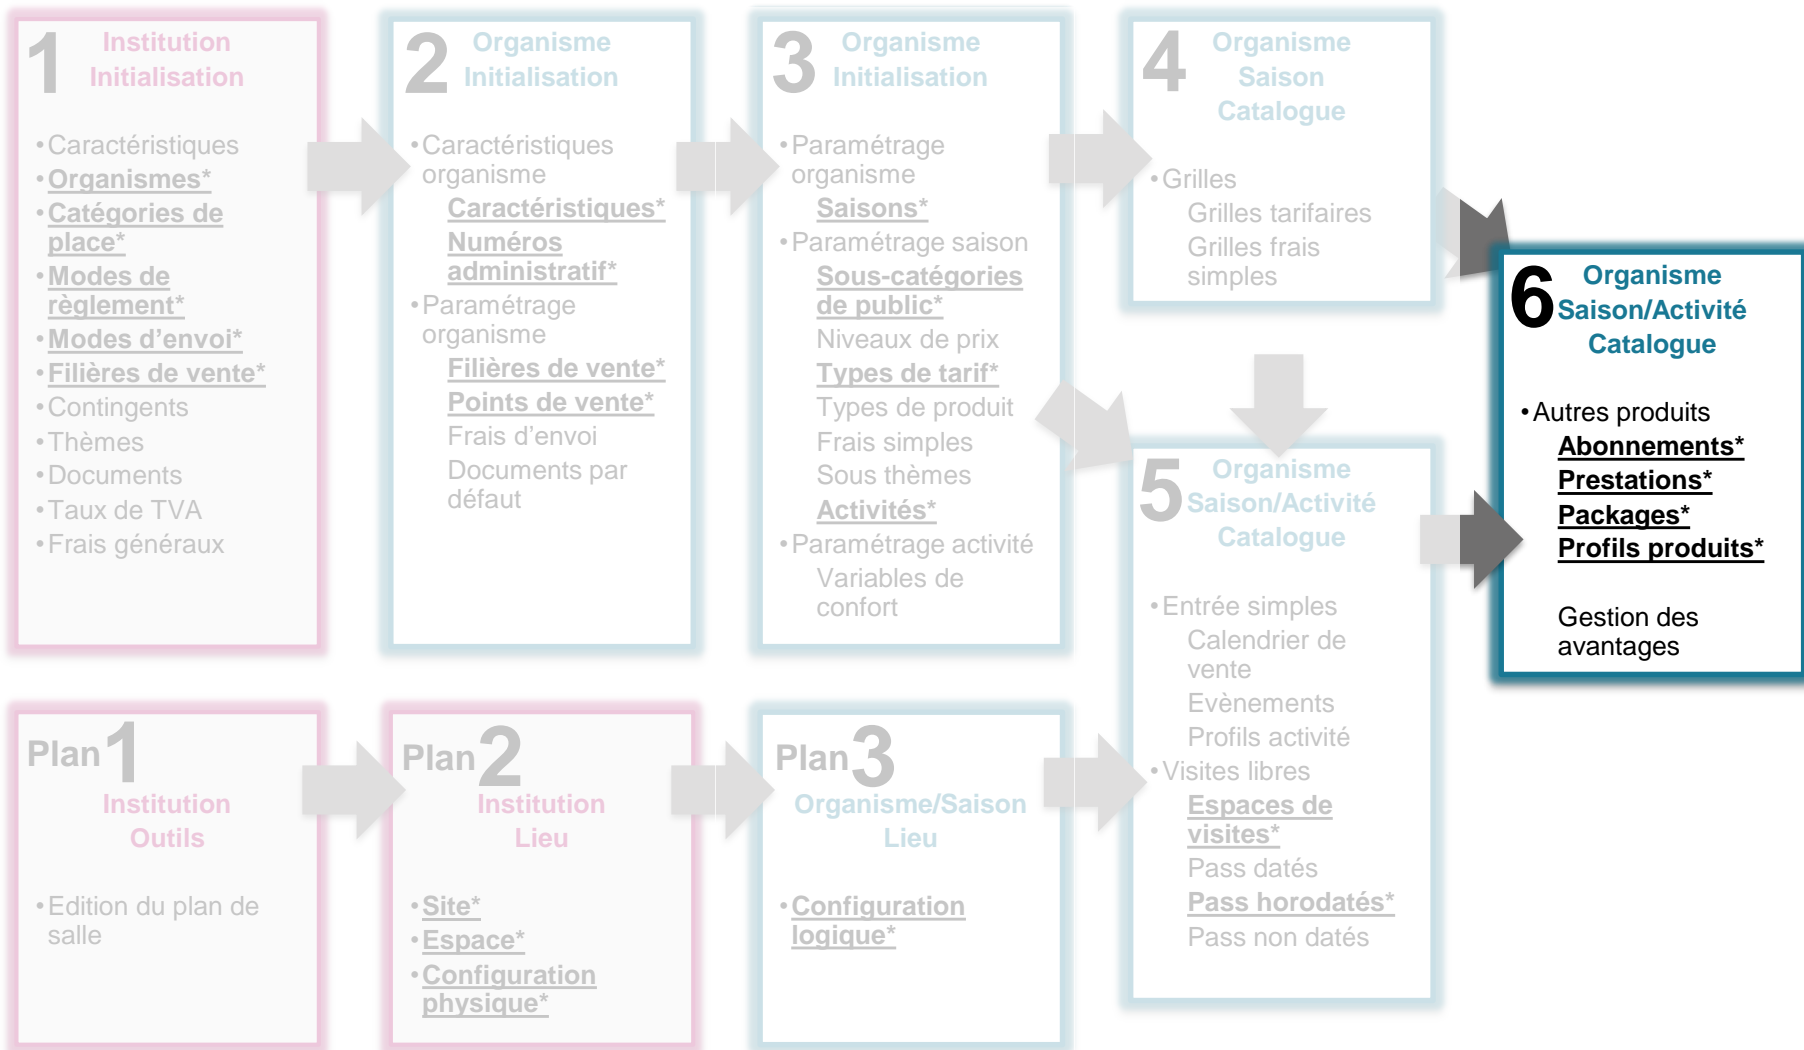 1
Institution
Initialisation
•Caractéristiques
•Organismes*
•Catégories de
place*
•Modes de
règlement*
•Modes d’envoi*
•Filières de vente*
•Contingents
•Thèmes
•Documents
•Taux de TVA
•Frais généraux
2
Organisme
Initialisation
•Caractéristiques
organisme
Caractéristiques*
Numéros
administratif*
•Paramétrage
organisme
Filières de vente*
Points de vente*
Frais d’envoi
Documents par
défaut
3
Organisme
Initialisation
•Paramétrage
organisme
Saisons*
•Paramétrage saison
Sous-catégories
de public*
Niveaux de prix
Types de tarif*
Types de produit
Frais simples
Sous thèmes
Activités*
•Paramétrage activité
Variables de
confort
4
Organisme
Saison
Catalogue
•Grilles
Grilles tarifaires
Grilles frais
simples
5
Organisme
Saison/Activité
Catalogue
•Entrée simples
Calendrier de
vente
Evènements
Profils activité
•Visites libres
Espaces de
visites*
Pass datés
Pass horodatés*
Pass non datés
6
Organisme
Saison/Activité
Catalogue
•Autres produits
Abonnements*
Prestations*
Packages*
Profils produits*
Gestion des
avantages
Plan 1
Institution
Outils
•Edition du plan de
salle
Plan 2
Institution
Lieu
•Site*
•Espace*
•Configuration
physique*
Plan 3
Organisme/Saison
Lieu
•Configuration
logique*